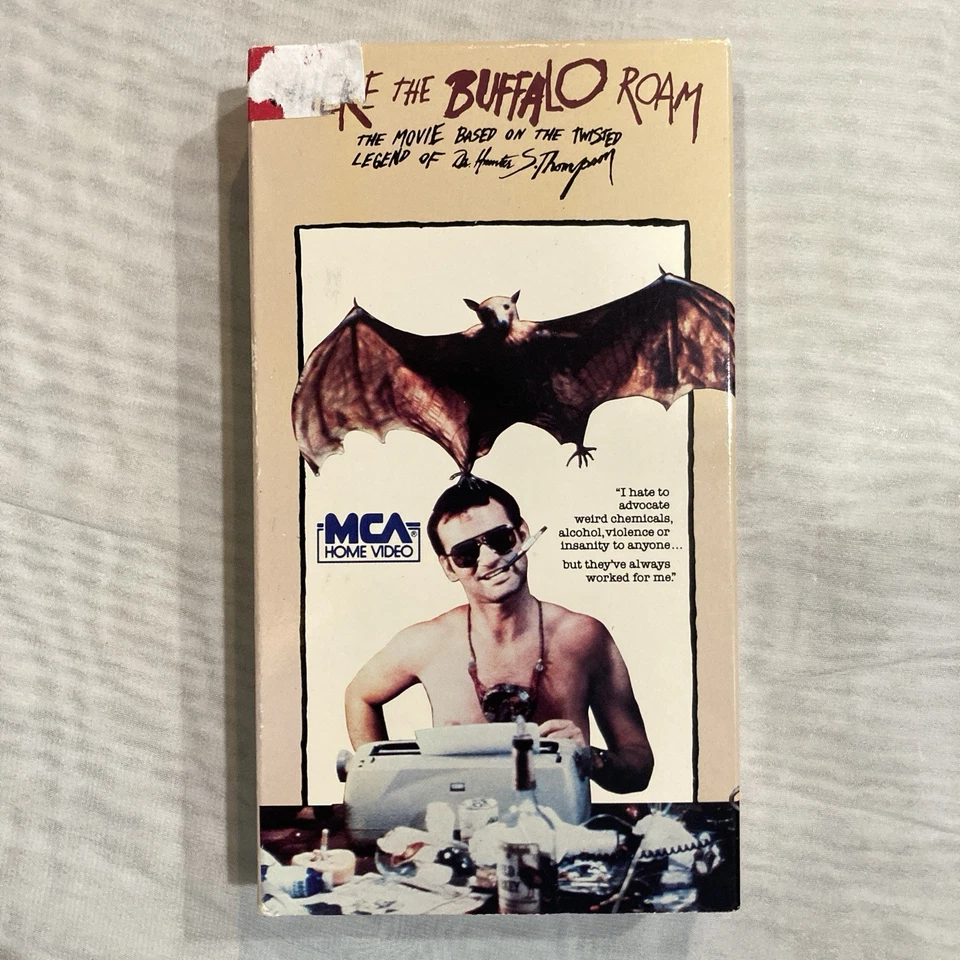 THE BUFFALO ROAM
THE MOVIE BASED ON THE TWISTED
LEGEND OF Dr. Hunter S. Thompson
"I hate to
advocate
weird chemicals,
alcohol, violence or
insanity to anyone...
but they've always
worked for me."
MCA®
HOME VIDEO